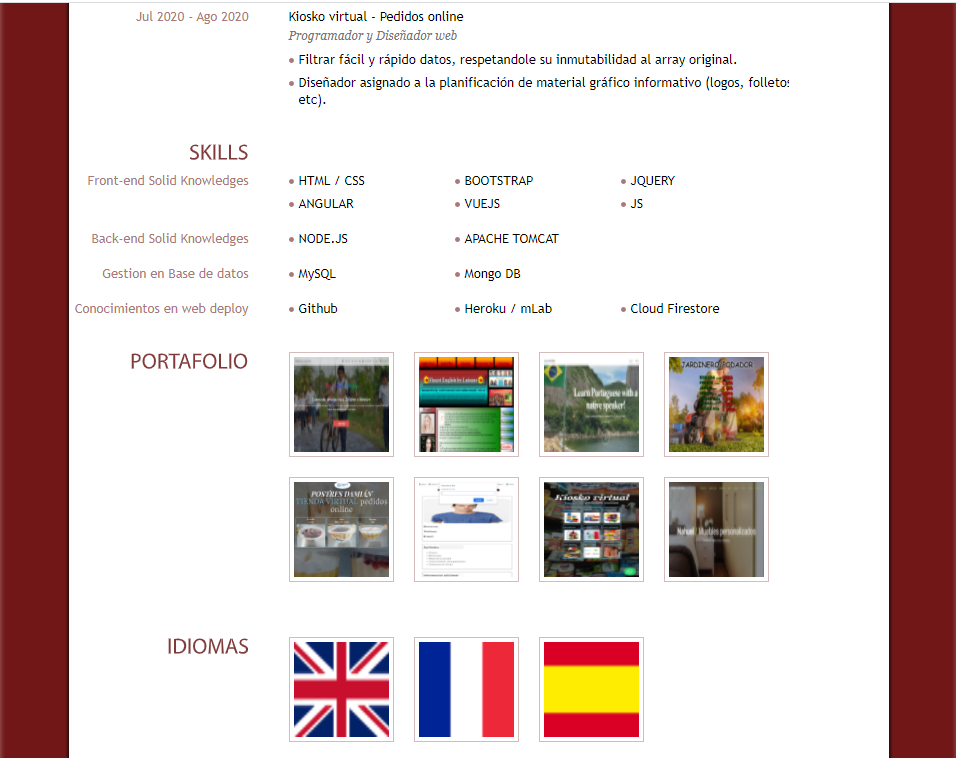 Jul 2020 - Ago 2020
Kiosko virtual - Pedidos online
Programador y Diseñador web
Filtrar fácil y rápido datos, respetandole su inmutabilidad al array original.
Diseñador asignado a la planificación de material gráfico informativo (logos, folletos
etc).
SKILLS
Front-end Solid Knowledges
HTML / CSS
BOOTSTRAP
JQUERY
ANGULAR
VUEJS
JS
Back-end Solid Knowledges
NODE.JS
APACHE TOMCAT
Gestion en Base de datos
MySQL
Mongo DB
Conocimientos en web deploy
Github
Heroku / mLab
Cloud Firestore
PORTAFOLIO
Learn Portuguese with a
native speaker!
JARDINERO/PODADOR
POSTRES DAMIÁN
TIENDA VIRTUAL pedidos
online
Kiosko virtual
Nahuel Muebles personalizados
IDIOMAS